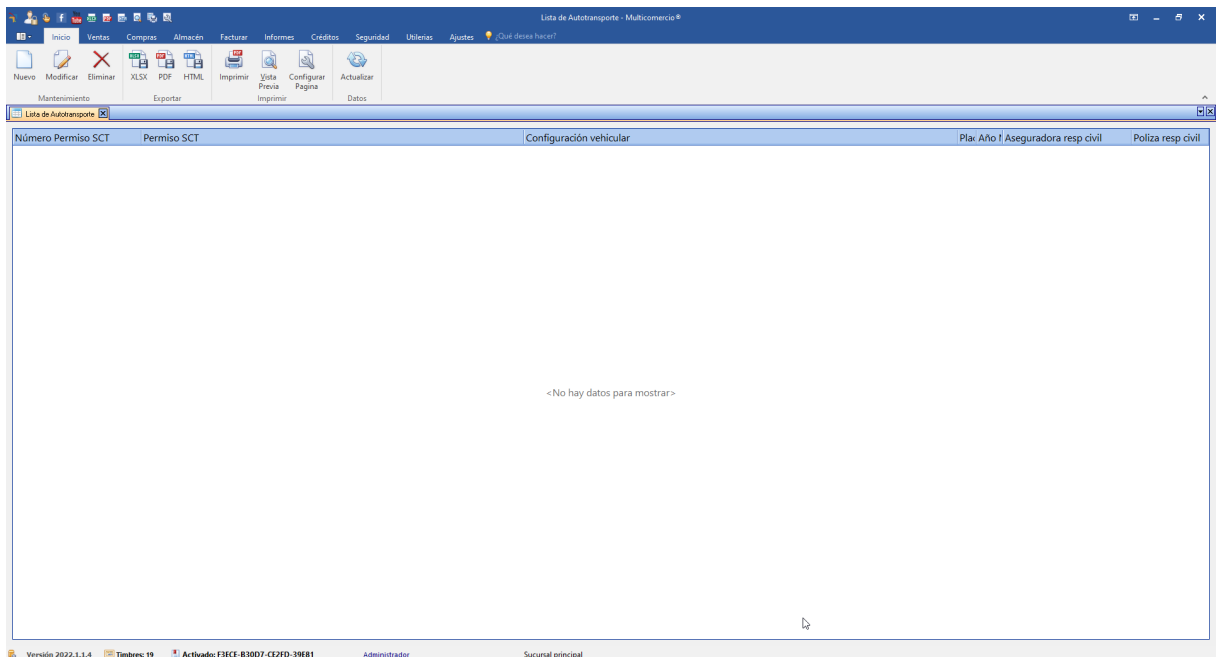 Lista de Autotransporte - Multicomercio®
Inicio Ventas Compras Almacén Facturar Informes Créditos Seguridad Utilerias Ajustes ¿Qué desea hacer?
Nuevo Modificar Eliminar XLSX PDF HTML Imprimir Vista Previa Configurar Pagina Actualizar
Mantenimiento Exportar Imprimir Datos
Lista de Autotransporte
Número Permiso SCT Permiso SCT Configuración vehicular Año Aseguradora resp civil Poliza resp civil
<No hay datos para mostrar>
Versión 2022.1.1.4 Timbres: 19 Activado: F3ECE-B30D7-CE2FD-39E81 Administrador Sucursal principal